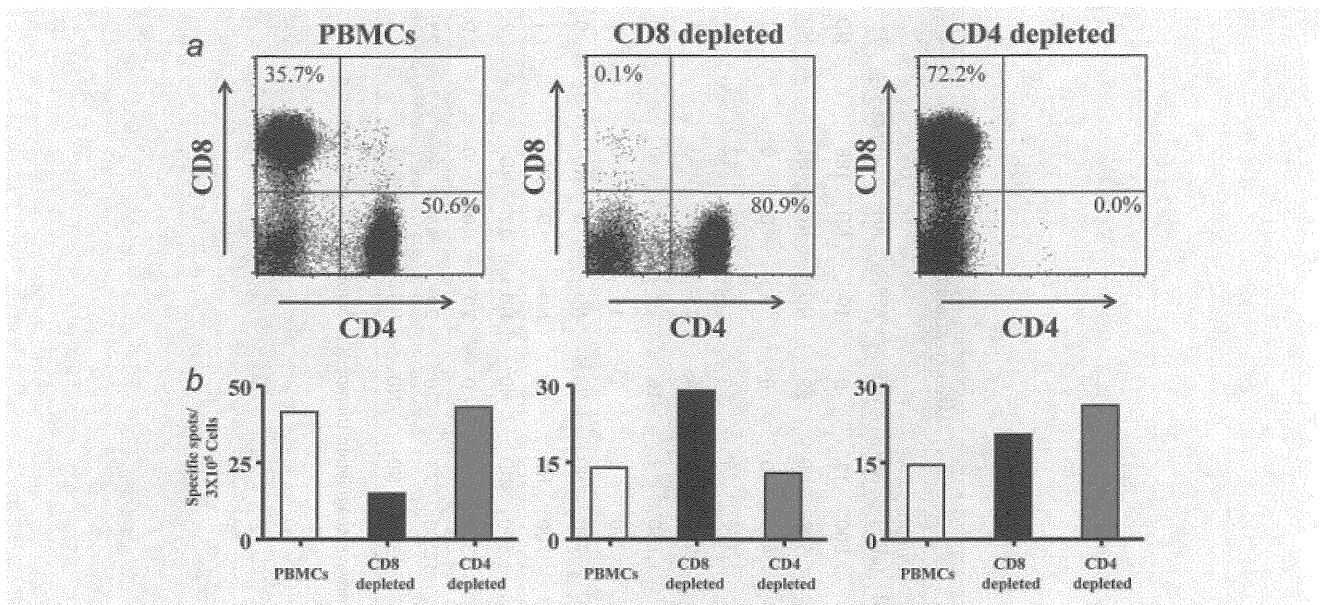 a
PBMCs
CD8 depleted
CD4 depleted
35.7%
0.1%
72.2%
CD8
CD8
CD8
50.6%
80.9%
0.0%
CD4
CD4
CD4
b
50
25
0
30
15
0
30
15
0
Specific spots/
3X10⁵ Cells
PBMCs
CD8
depleted
CD4
depleted
PBMCs
CD8
depleted
CD4
depleted
PBMCs
CD8
depleted
CD4
depleted